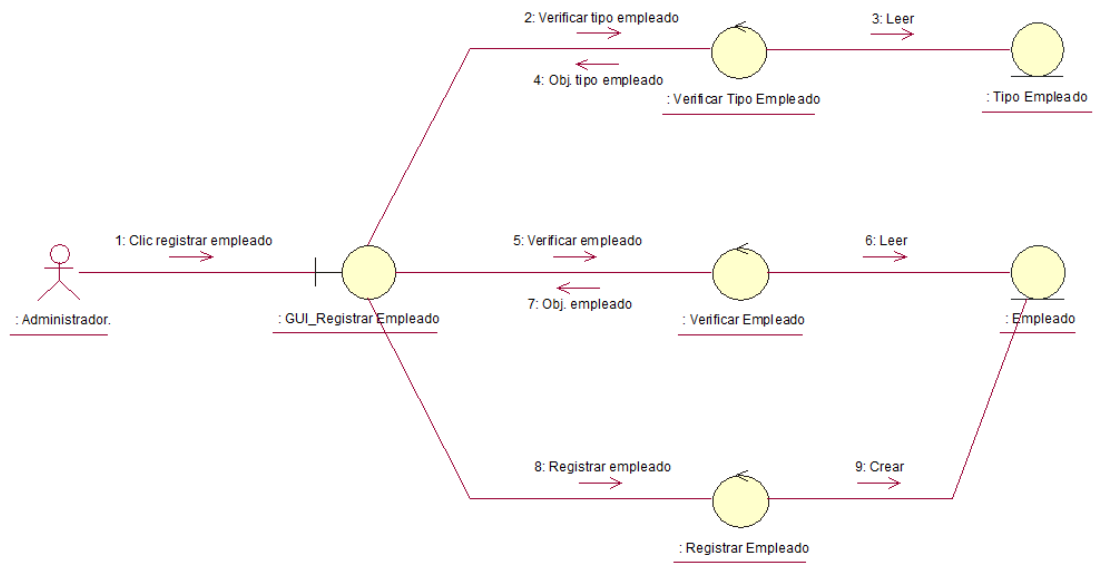 2: Verificar tipo empleado
3: Leer
4: Obj. tipo empleado
: Verificar Tipo Empleado
: Tipo Empleado
1: Clic registrar empleado
5: Verificar empleado
6: Leer
7: Obj. empleado
: Administrador.
: GUI_Registrar Empleado
: Verificar Empleado
: Empleado
8: Registrar empleado
9: Crear
: Registrar Empleado